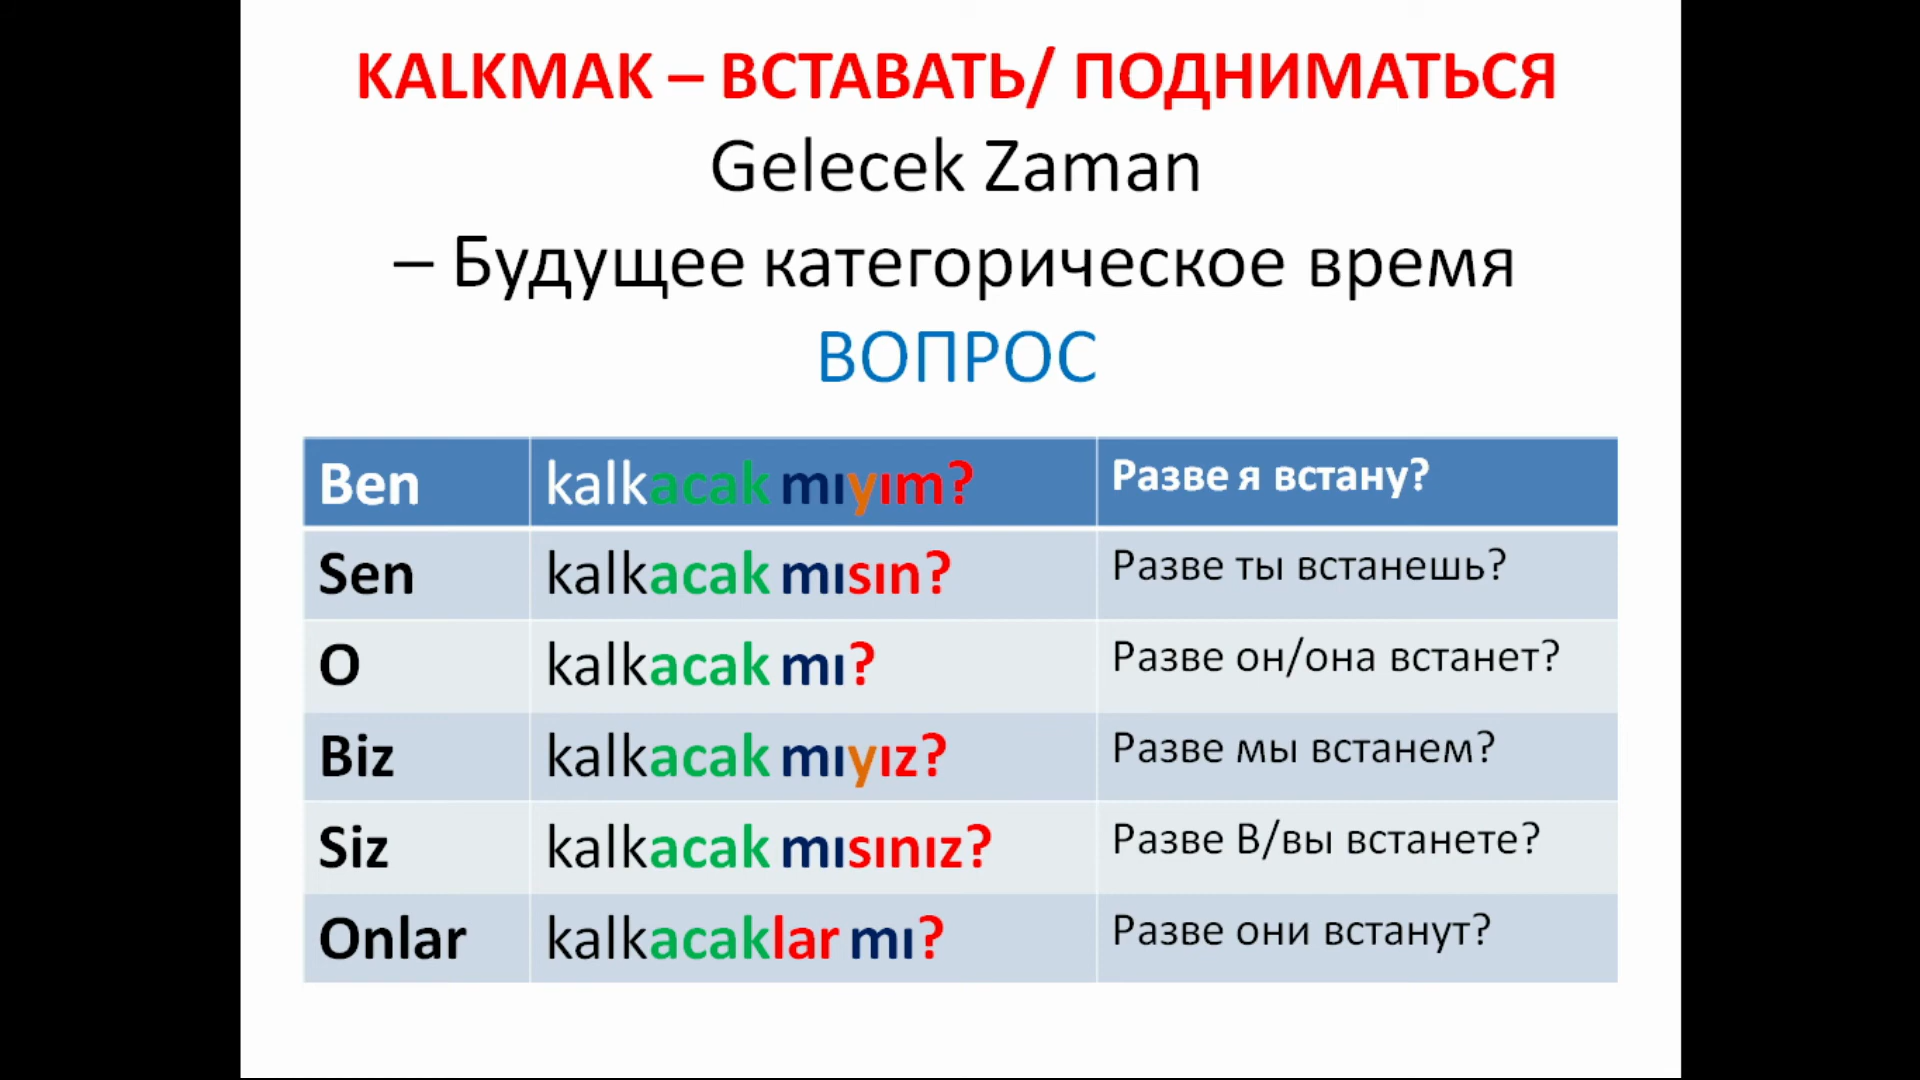 KALKMAK – ВСТАВАТЬ/ ПОДНИМАТЬСЯ
Gelecek Zaman
– Будущее категорическое время
ВОПРОС
Ben kalkacak mıyım? Разве я встану?
Sen kalkacak mısın? Разве ты встанешь?
O kalkacak mı? Разве он/она встанет?
Biz kalkacak mıyız? Разве мы встанем?
Siz kalkacak mısınız? Разве В/вы встанете?
Onlar kalkacaklar mı? Разве они встанут?